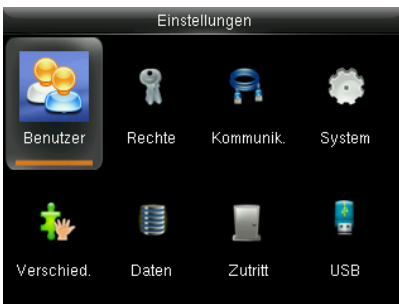 Einstellungen
Benutzer Rechte Kommunik. System
Verschied. Daten Zutritt USB